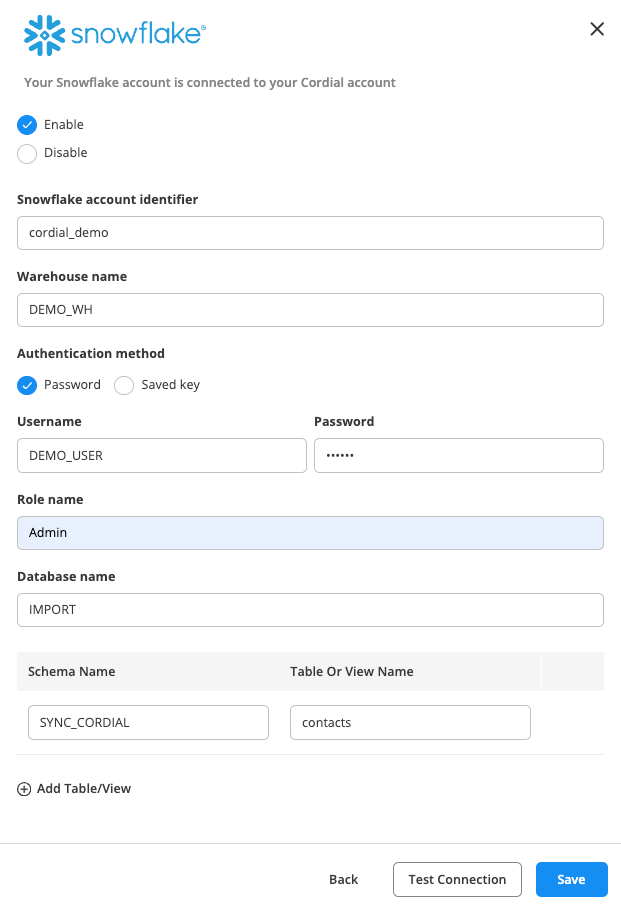 snowflake®
Your Snowflake account is connected to your Cordial account
Enable
Disable
Snowflake account identifier
cordial_demo
Warehouse name
DEMO_WH
Authentication method
Password Saved key
Username Password
DEMO_USER ••••••
Role name
Admin
Database name
IMPORT
Schema Name Table Or View Name
SYNC_CORDIAL contacts
Add Table/View
Back Test Connection Save